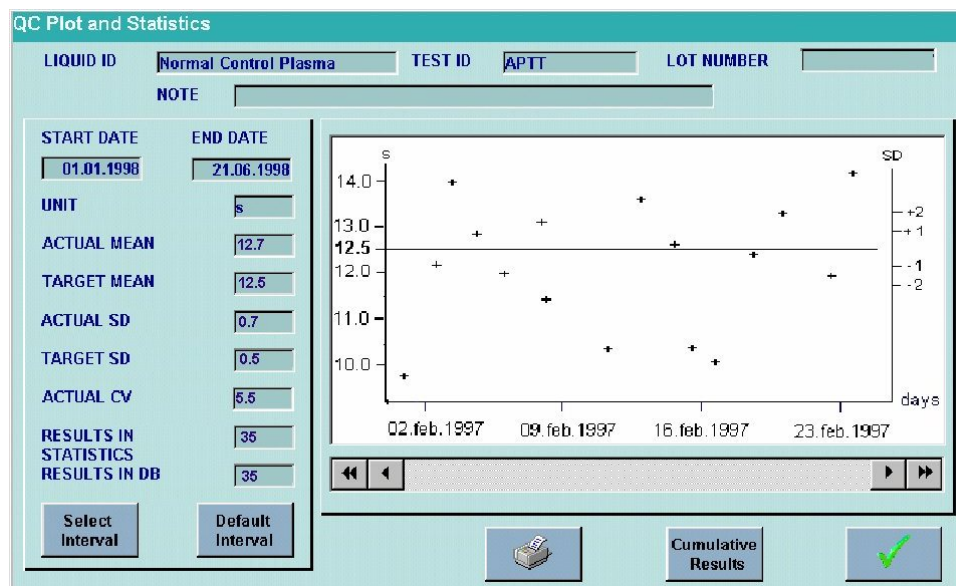 QC Plot and Statistics
LIQUID ID Normal Control Plasma TEST ID APTT LOT NUMBER
NOTE
START DATE END DATE
01.01.1998 21.06.1998
UNIT s
ACTUAL MEAN 12.7
TARGET MEAN 12.5
ACTUAL SD 0.7
TARGET SD 0.5
ACTUAL CV 5.5
RESULTS IN STATISTICS 35
RESULTS IN DB 35
Select Interval
Default Interval
s SD
14.0
13.0
12.5
12.0
11.0
10.0
+2
+1
-1
-2
days
02.feb.1997 09.feb.1997 16.feb.1997 23.feb.1997
Cumulative Results